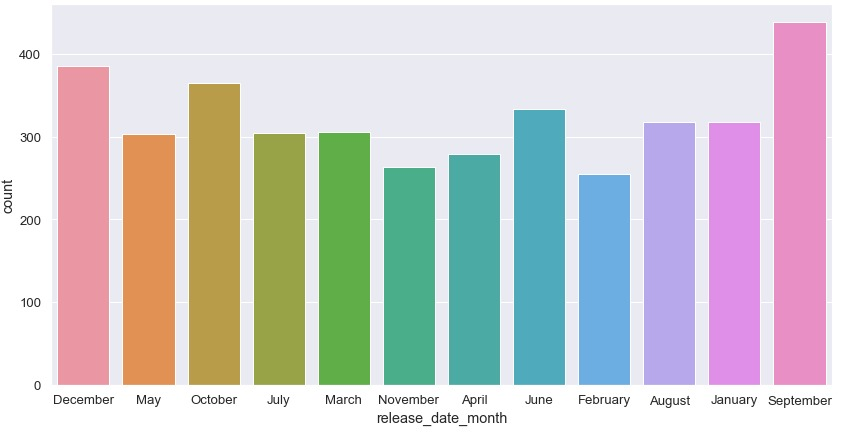 count
400
300
200
100
0
December May October July March November April June February August January September
release_date_month